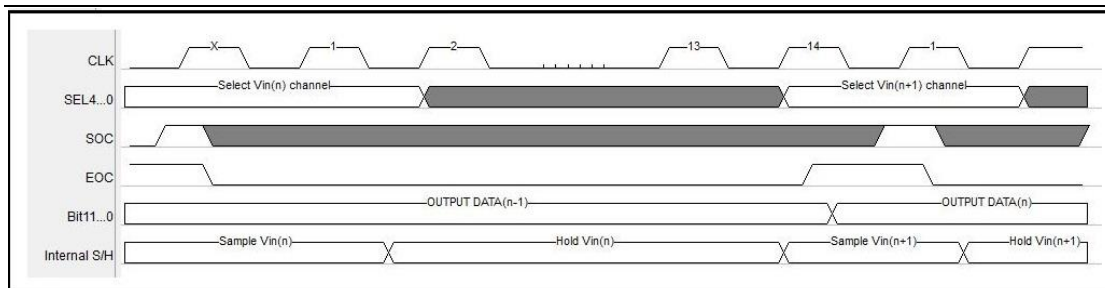 CLK X 1 2 13 14 1
SEL4...0 Select Vin(n) channel Select Vin(n+1) channel
SOC
EOC
Bit11...0 OUTPUT DATA(n-1) OUTPUT DATA(n)
Internal S/H Sample Vin(n) Hold Vin(n) Sample Vin(n+1) Hold Vin(n+1)